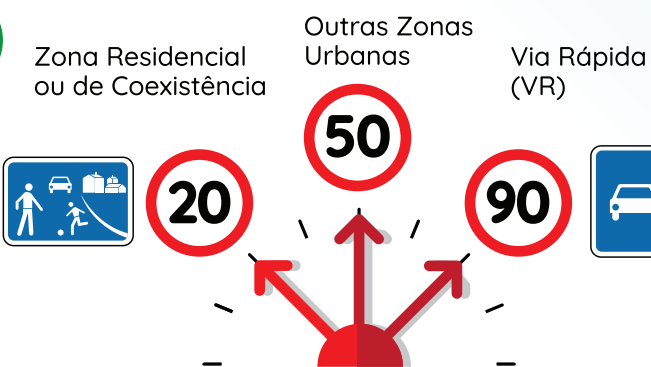 Zona Residencial
ou de Coexistência
Outras Zonas
Urbanas
Via Rápida
(VR)
20
50
90